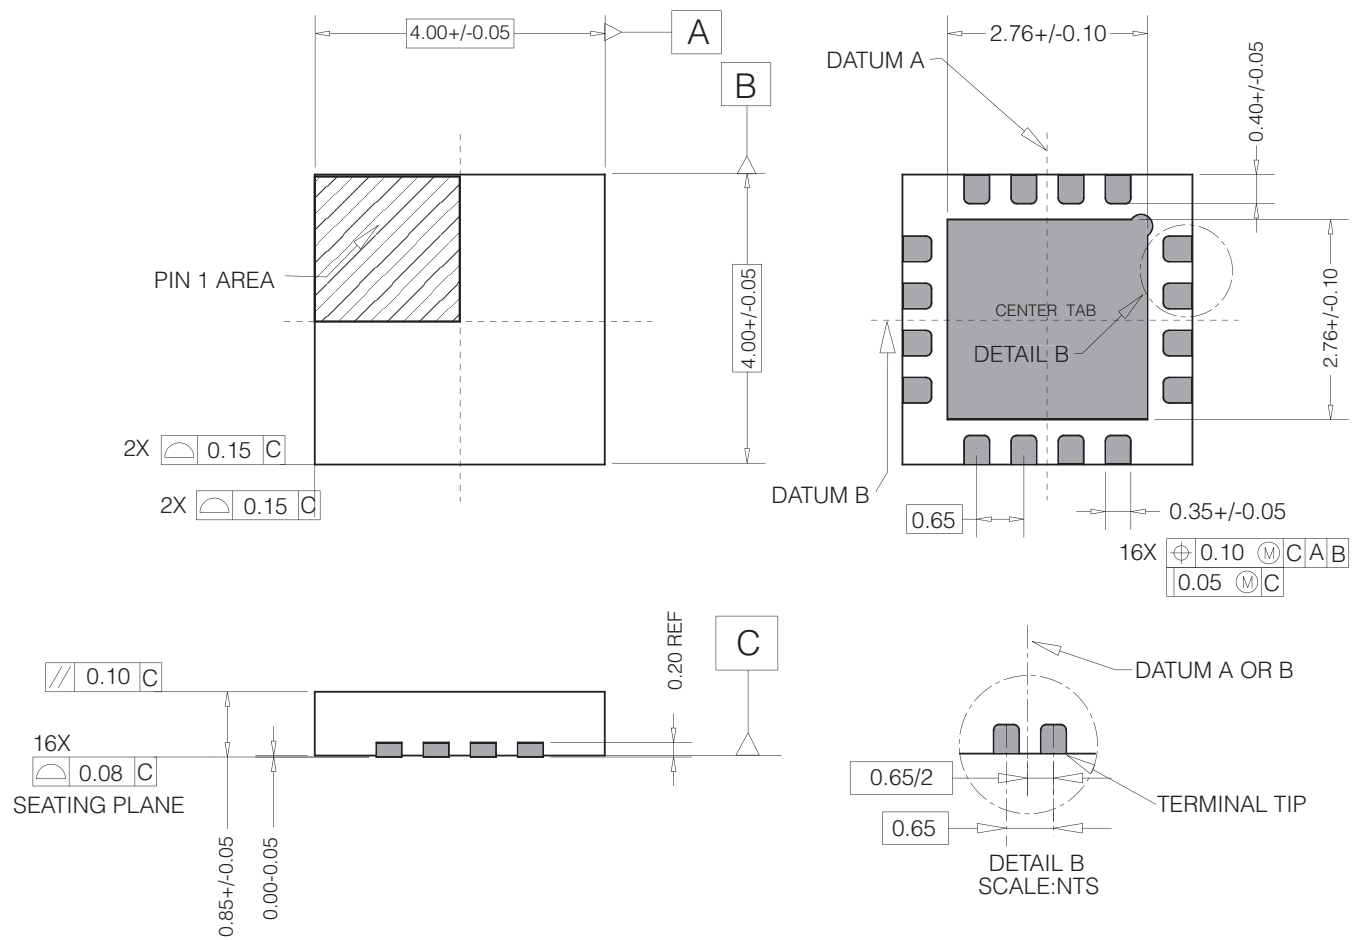 4.00+/-0.05
A
B
PIN 1 AREA
4.00+/-0.05
2X 0.15 C
2X 0.15 C
2.76+/-0.10
DATUM A
0.40+/-0.05
CENTER TAB
DETAIL B
2.76+/-0.10
DATUM B
0.65
0.35+/-0.05
16X 0.10 Ⓜ C A B
0.05 Ⓜ C
// 0.10 C
16X
0.08 C
SEATING PLANE
0.85+/-0.05
0.00-0.05
0.20 REF
C
DATUM A OR B
0.65/2
TERMINAL TIP
0.65
DETAIL B
SCALE:NTS